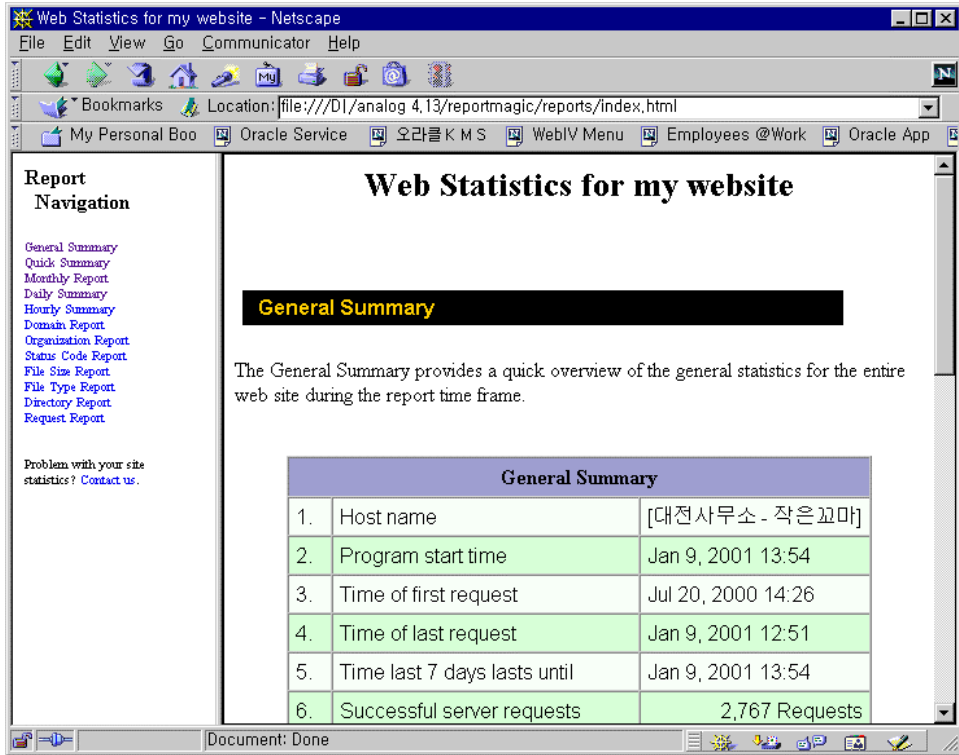 Web Statistics for my website - Netscape
File Edit View Go Communicator Help
My
N
Bookmarks Location: file:///D|/analog 4.13/reportmagic/reports/index.html
My Personal Boo Oracle Service 오라클 K M S WebIV Menu Employees @Work Oracle App
Report
Navigation
General Summary
Quick Summary
Monthly Report
Daily Summary
Hourly Summary
Domain Report
Organization Report
Status Code Report
File Size Report
File Type Report
Directory Report
Request Report
Problem with your site
statistics? Contact us.
Web Statistics for my website
General Summary
The General Summary provides a quick overview of the general statistics for the entire
web site during the report time frame.
General Summary
1. Host name [대전사무소 - 작은꼬마]
2. Program start time Jan 9, 2001 13:54
3. Time of first request Jul 20, 2000 14:26
4. Time of last request Jan 9, 2001 12:51
5. Time last 7 days lasts until Jan 9, 2001 13:54
6. Successful server requests 2,767 Requests
Document: Done